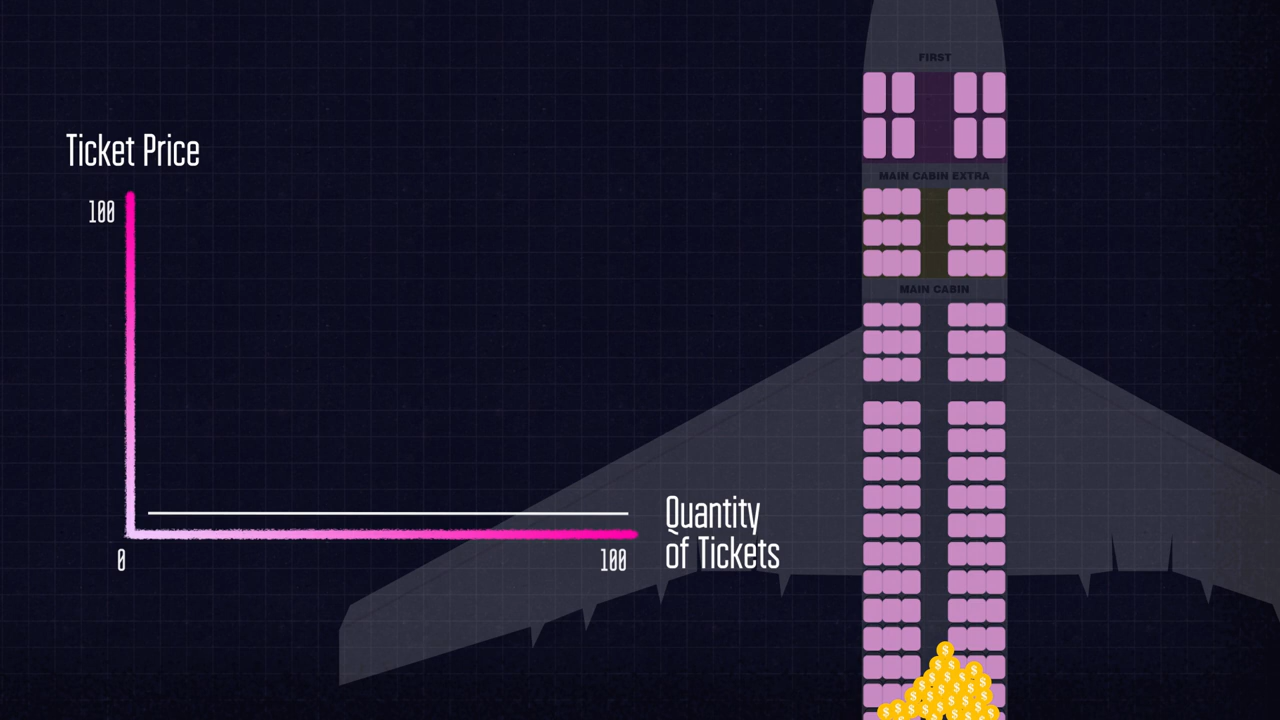 FIRST
Ticket Price
MAIN CABIN EXTRA
100
MAIN CABIN
Quantity
of Tickets
0
100